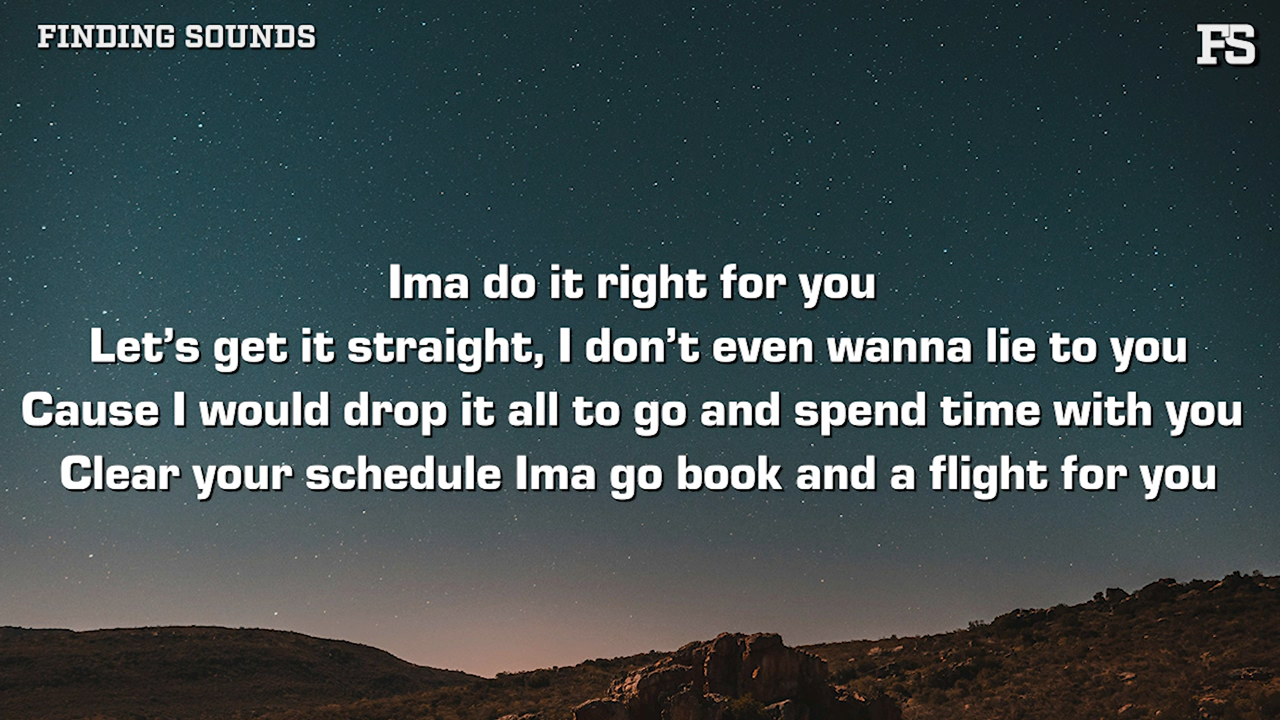 FINDING SOUNDS
FS
Ima do it right for you
Let’s get it straight, I don’t even wanna lie to you
Cause I would drop it all to go and spend time with you
Clear your schedule Ima go book and a flight for you